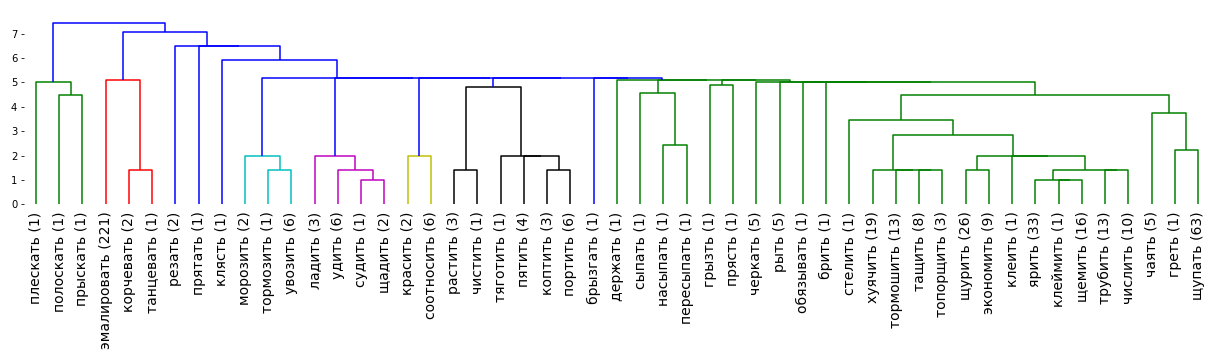 7
6
5
4
3
2
1
0
плескать (1)
полоскать (1)
прыскать (1)
эмалировать (221)
корчевать (2)
танцевать (1)
резать (2)
прятать (1)
клясть (1)
морозить (2)
тормозить (1)
увозить (6)
ладить (3)
удить (6)
судить (1)
щадить (2)
красить (2)
соотносить (6)
растить (3)
чистить (1)
тяготить (1)
пятить (4)
коптить (3)
портить (6)
брызгать (1)
держать (1)
сыпать (1)
насыпать (1)
пересыпать (1)
грызть (1)
прясть (1)
черкать (5)
рыть (5)
обязывать (1)
брить (1)
стелить (1)
хуячить (19)
тормошить (13)
тащить (8)
топорщить (3)
щурить (26)
экономить (9)
клеить (1)
ярить (33)
клеймить (1)
щемить (16)
трубить (13)
числить (10)
чаять (5)
греть (1)
щупать (63)